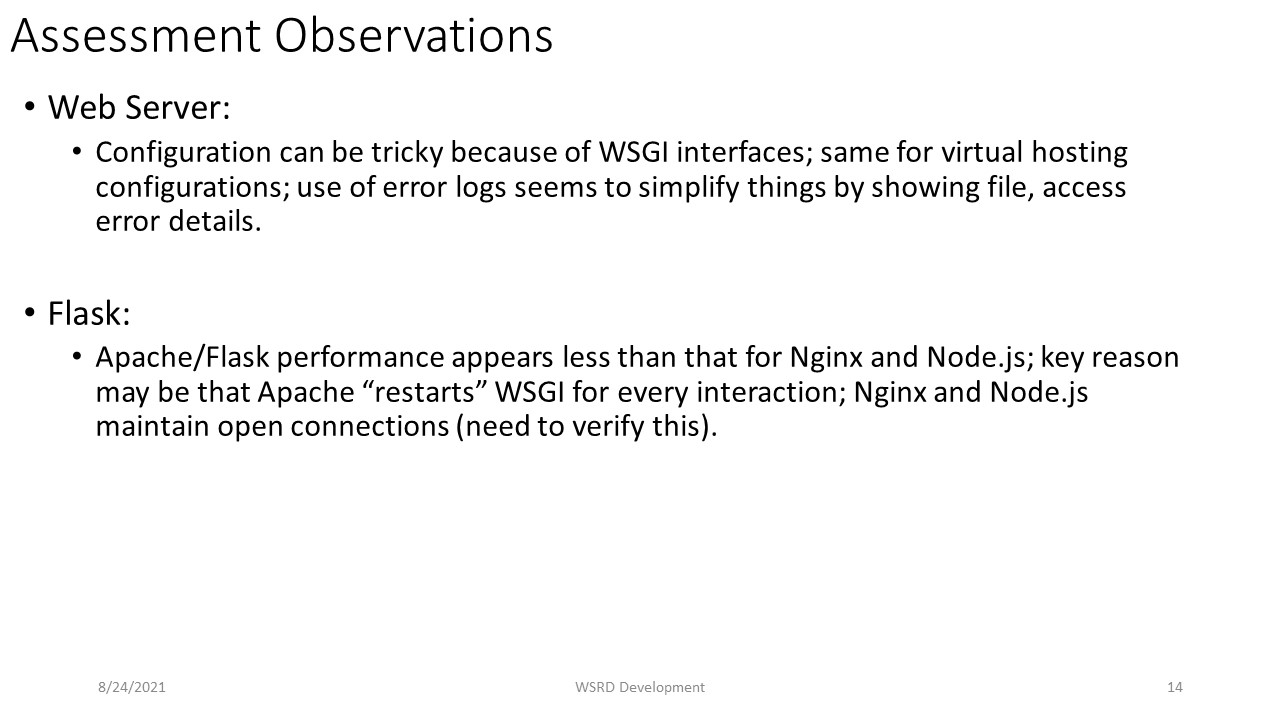 Assessment Observations
• Web Server:
• Configuration can be tricky because of WSGI interfaces; same for virtual hosting
configurations; use of error logs seems to simplify things by showing file, access
error details.
• Flask:
• Apache/Flask performance appears less than that for Nginx and Node.js; key reason
may be that Apache “restarts” WSGI for every interaction; Nginx and Node.js
maintain open connections (need to verify this).
8/24/2021
WSRD Development
14